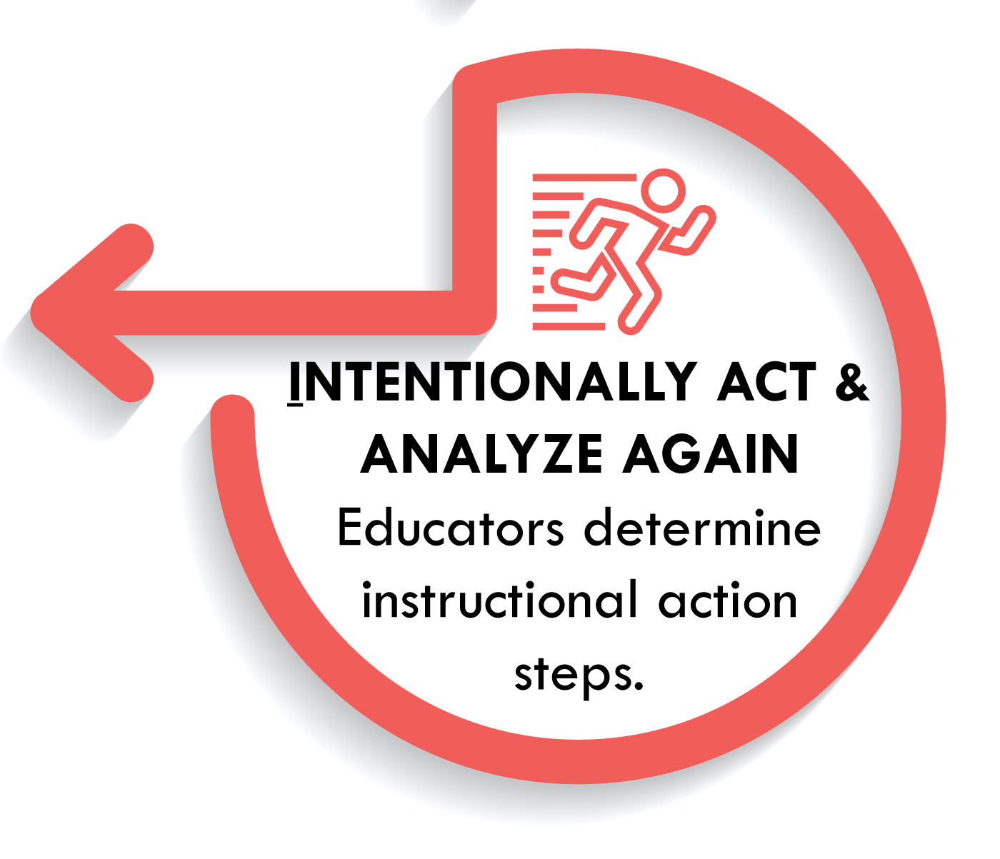 INTENTIONALLY ACT &
ANALYZE AGAIN
Educators determine
instructional action
steps.